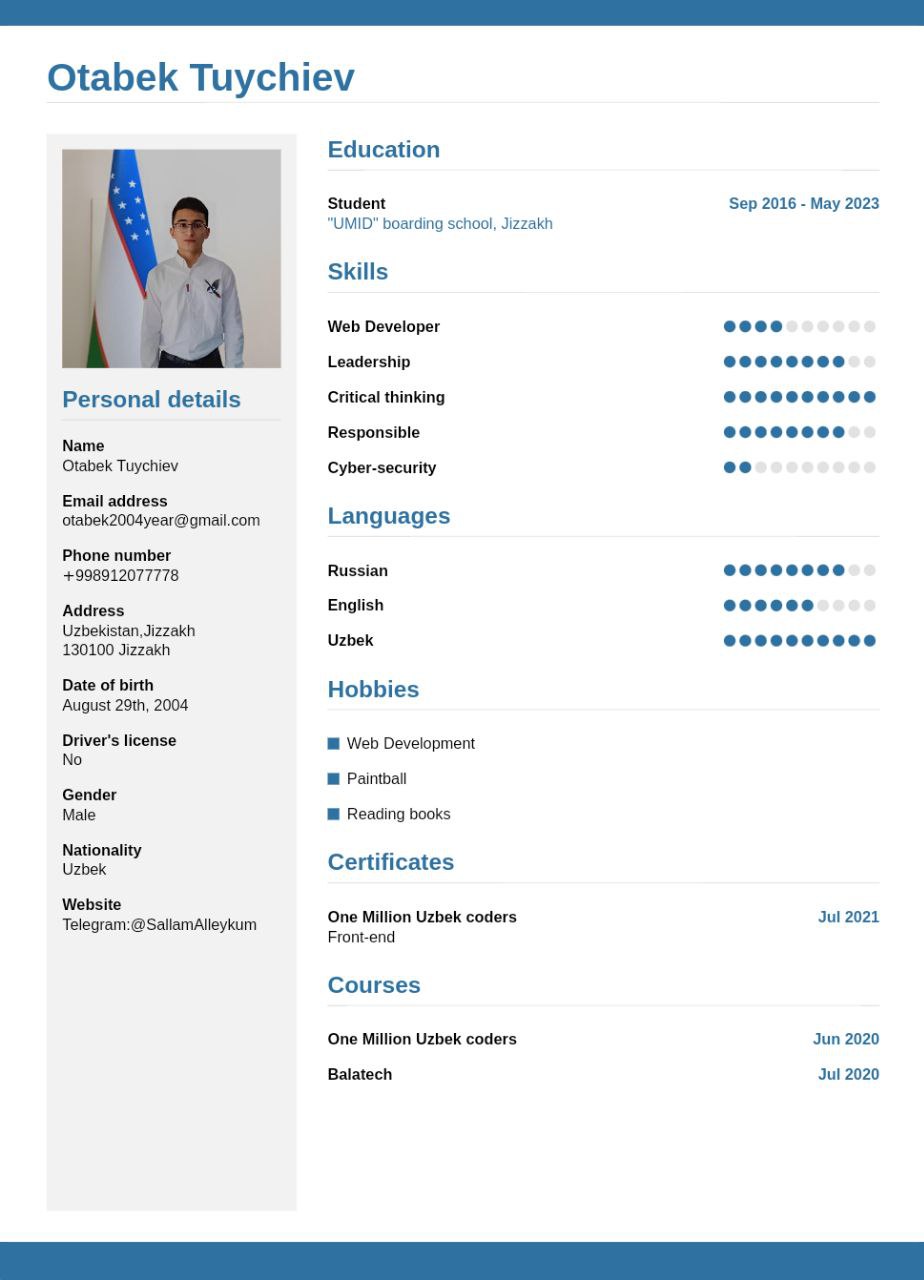 Otabek Tuychiev
Personal details
Name
Otabek Tuychiev
Email address
otabek2004year@gmail.com
Phone number
+998912077778
Address
Uzbekistan,Jizzakh
130100 Jizzakh
Date of birth
August 29th, 2004
Driver's license
No
Gender
Male
Nationality
Uzbek
Website
Telegram:@SallamAlleykum
Education
Student Sep 2016 - May 2023
"UMID" boarding school, Jizzakh
Skills
Web Developer
Leadership
Critical thinking
Responsible
Cyber-security
Languages
Russian
English
Uzbek
Hobbies
Web Development
Paintball
Reading books
Certificates
One Million Uzbek coders Jul 2021
Front-end
Courses
One Million Uzbek coders Jun 2020
Balatech Jul 2020